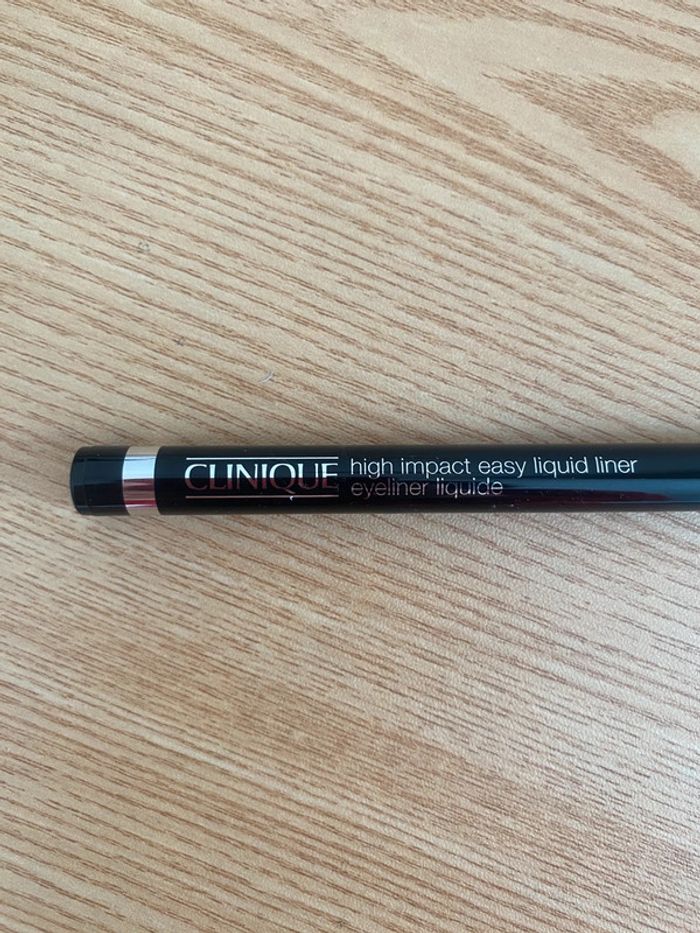 CLINIQUE
high impact easy liquid liner
eyeliner liquide